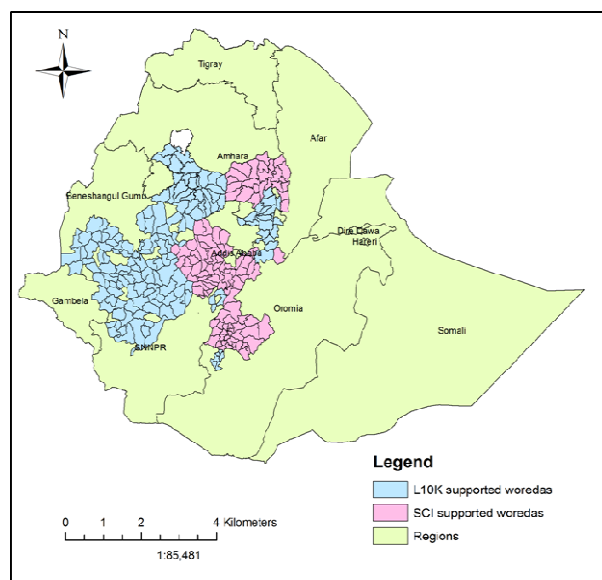 N
Tigray
Afar
Amhara
Beneshangul Gumu
Dire Dawa
Hareri
Addis Ababa
Gambela
Oromia
Somali
SNNPR
Legend
L10K supported woredas
SCI supported woredas
Regions
0 1 2 4 Kilometers
1:85,481